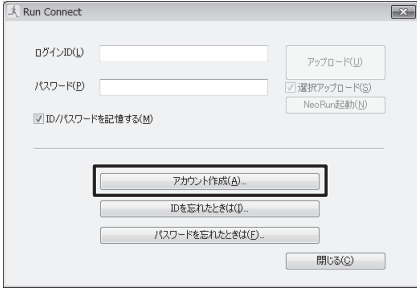 Run Connect
ログインID(L)
アップロード(U)
パスワード(P)
選択アップロード(S)
NeoRun起動(N)
ID/パスワードを記憶する(M)
アカウント作成(A)...
IDを忘れたときは(I)...
パスワードを忘れたときは(F)...
閉じる(C)